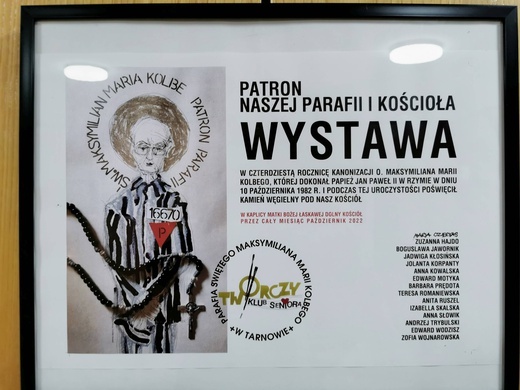 ŚW. MAKSYMILIAN MARIA KOLBE PATRON PARAFII
16670
P
PATRON
NASZEJ PARAFII I KOŚCIOŁA
WYSTAWA
W CZTERDZIESTĄ ROCZNICĘ KANONIZACJI O. MAKSYMILIANA MARII
KOLBEGO, KTÓREJ DOKONAŁ PAPIEŻ JAN PAWEŁ II W RZYMIE W DNIU
10 PAŹDZIERNIKA 1982 R. I PODCZAS TEJ UROCZYSTOŚCI POŚWIĘCIŁ
KAMIEŃ WĘGIELNY POD NASZ KOŚCIÓŁ.
W KAPLICY MATKI BOŻEJ ŁASKAWEJ DOLNY KOŚCIÓŁ
PRZEZ CAŁY MIESIĄC PAŹDZIERNIK 2022
PARAFIA ŚWIĘTEGO MAKSYMILIANA MARII KOLBEGO
+W TARNOWIE+
TWÓRCZY
KLUB SENIORA
ZUZANNA HAJDO
BOGUSŁAWA JAWORNIK
JADWIGA KŁOSIŃSKA
JOLANTA KORPANTY
ANNA KOWALSKA
EDWARD MOTYKA
BARBARA PRĘDOTA
TERESA ROMANIEWSKA
ANITA RUSZEL
IZABELLA SKALSKA
ANNA SŁOWIK
ANDRZEJ TRYBULSKI
EDWARD WODZISZ
ZOFIA WOJNAROWSKA